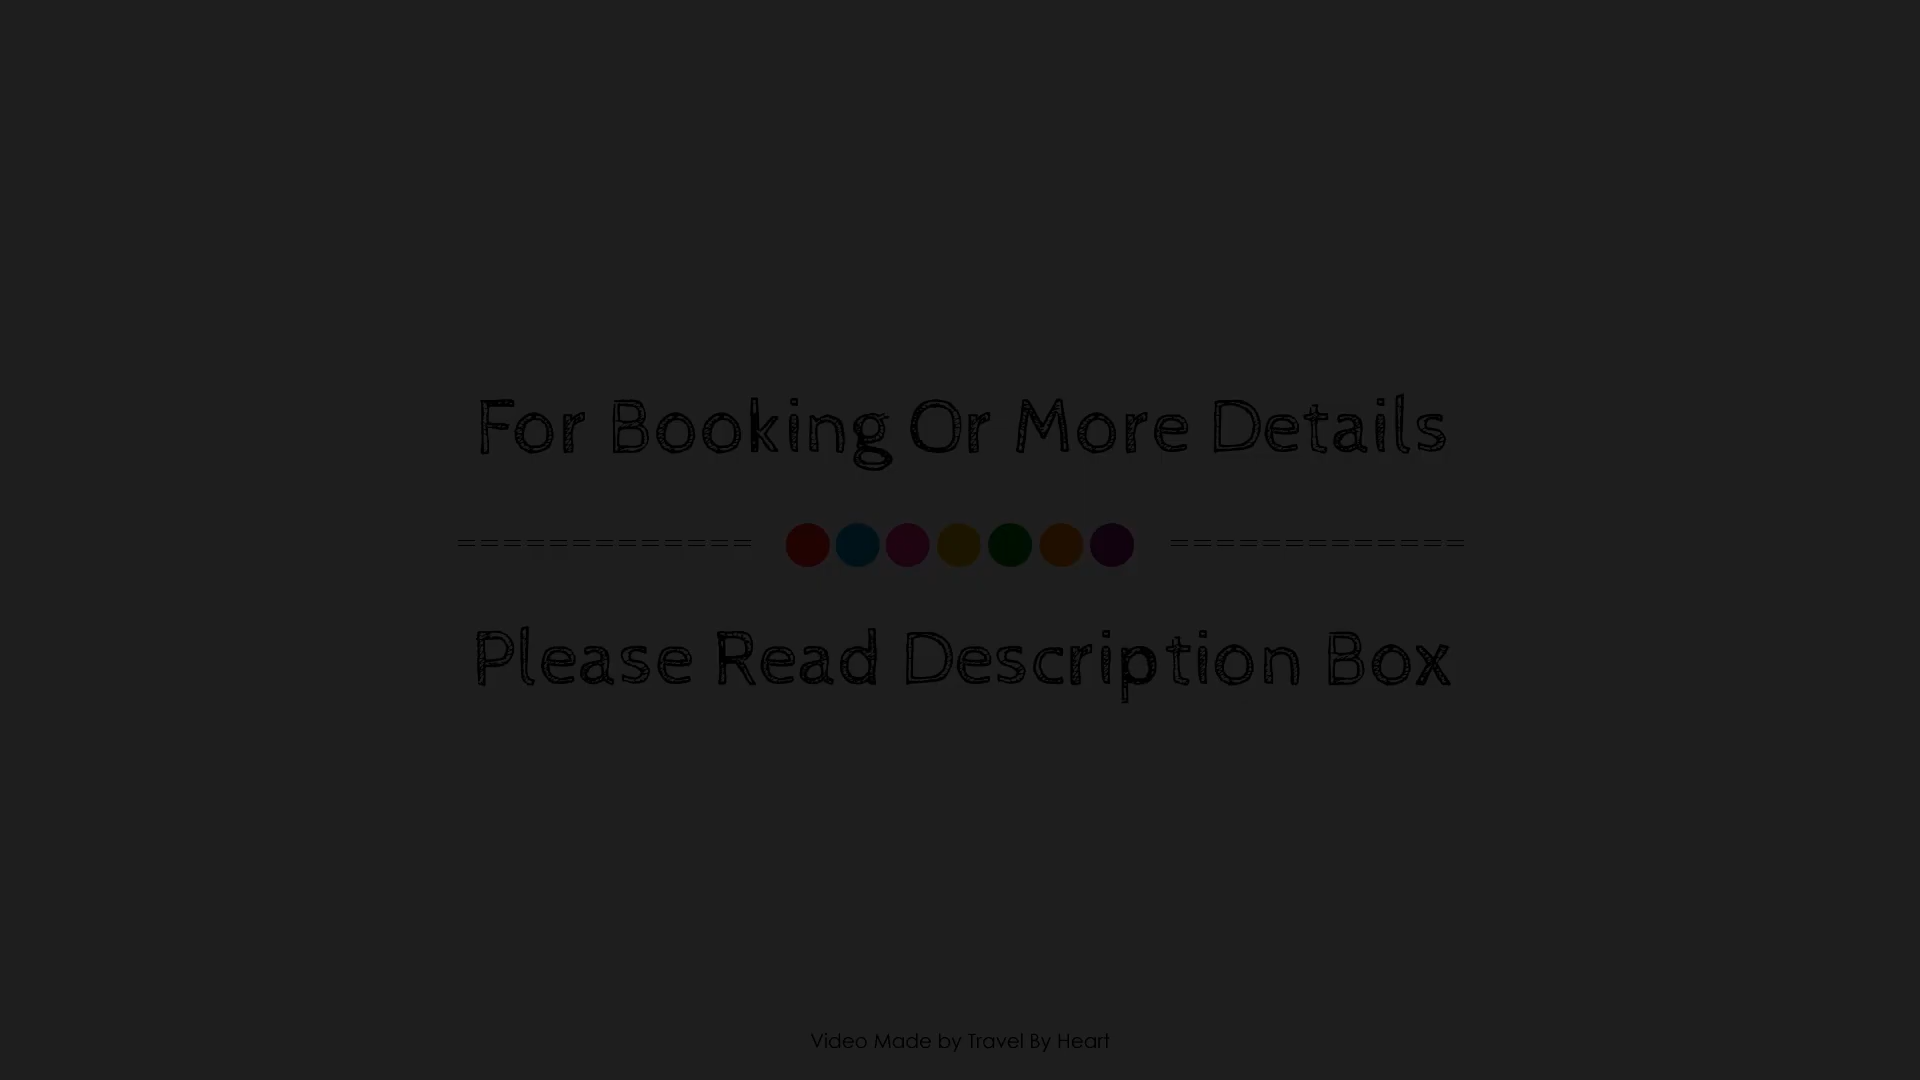 For Booking Or More Details
============= =============
Please Read Description Box
Video Made by Travel By Heart